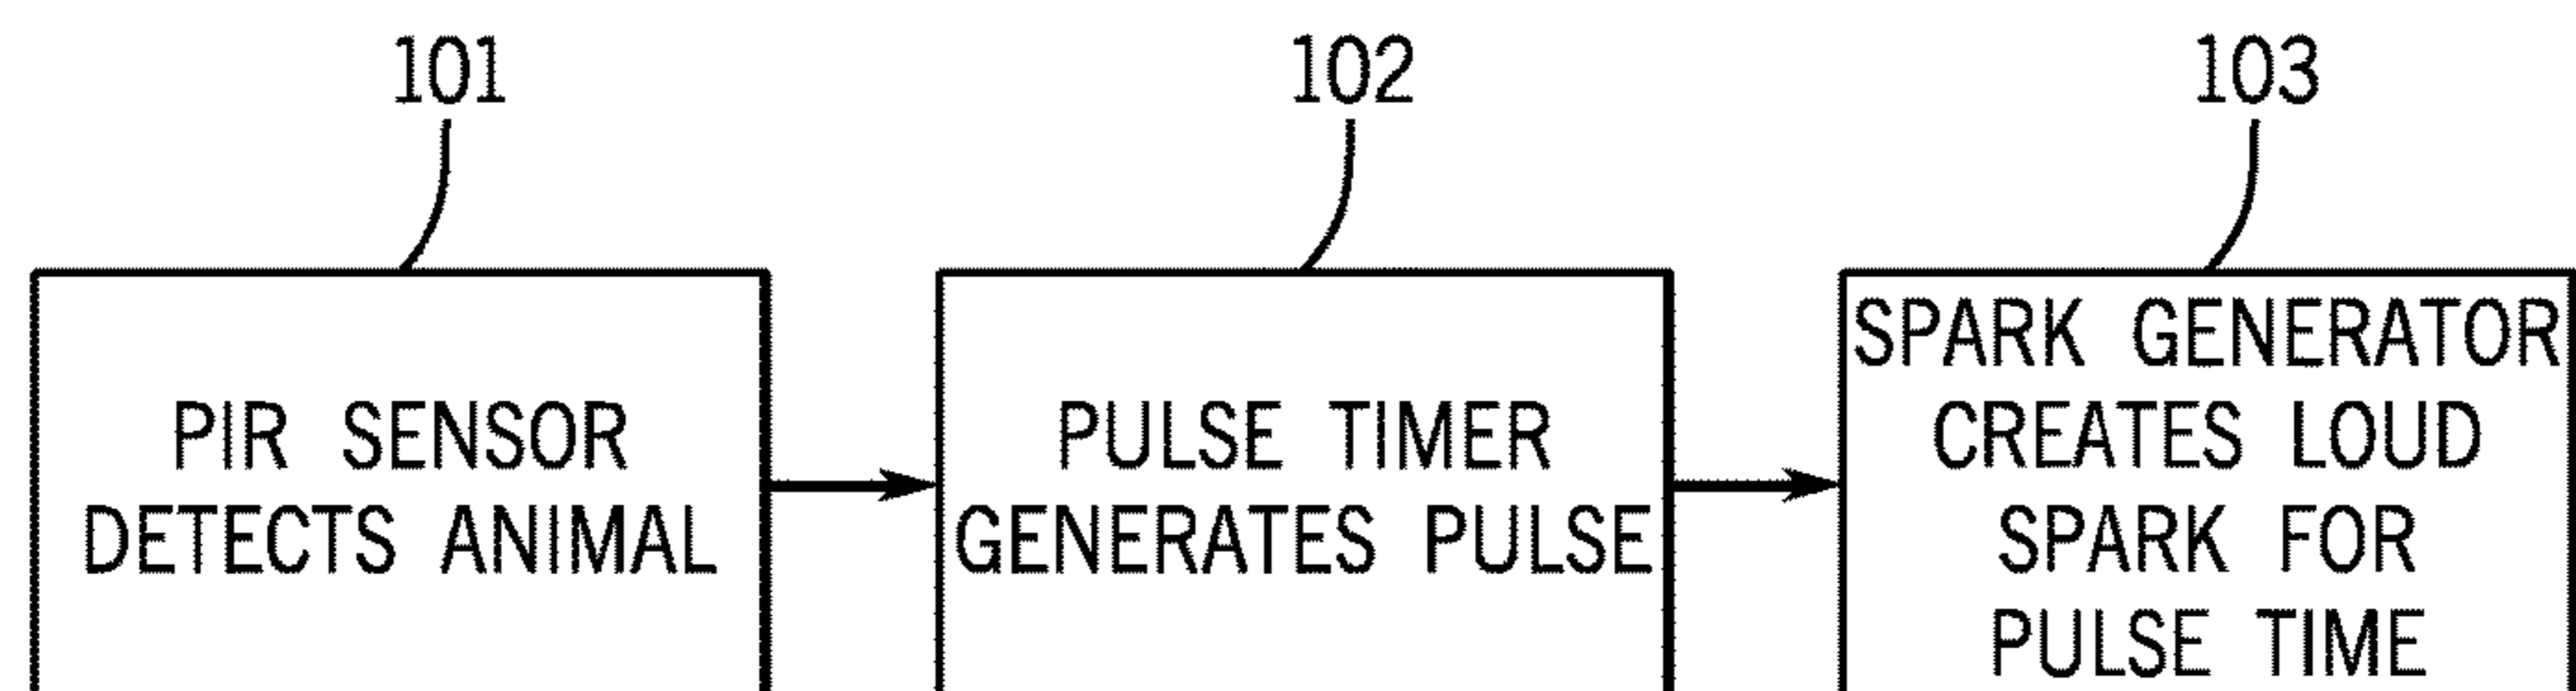 101
102
103
PIR SENSOR
DETECTS ANIMAL
PULSE TIMER
GENERATES PULSE
SPARK GENERATOR
CREATES LOUD
SPARK FOR
PULSE TIME